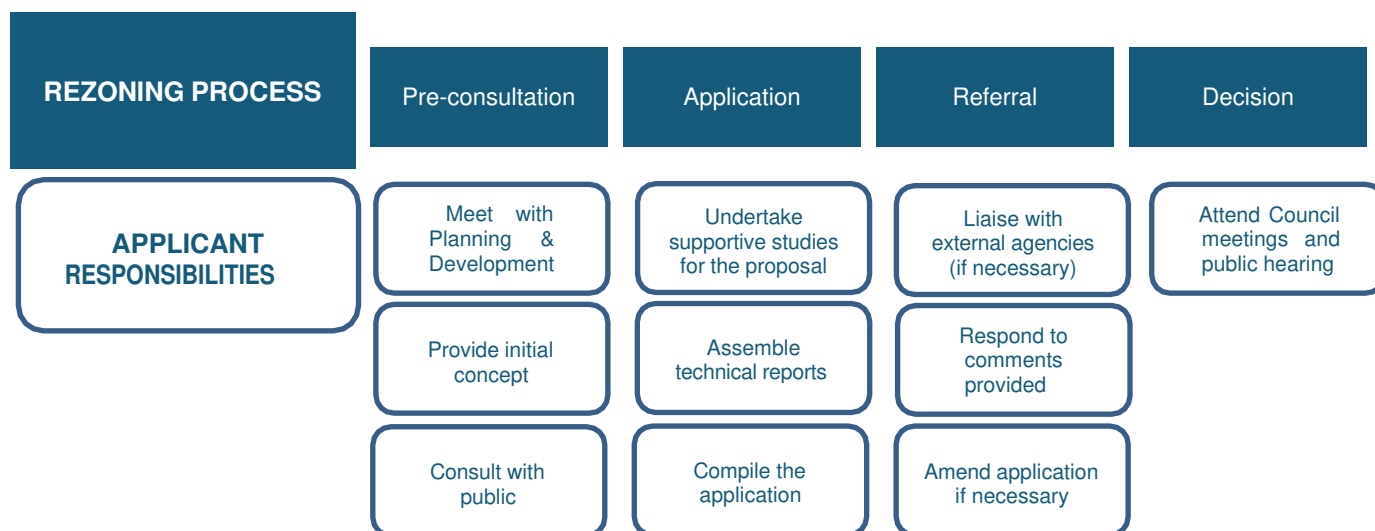 REZONING PROCESS
Pre-consultation
Application
Referral
Decision
APPLICANT
RESPONSIBILITIES
Meet with
Planning &
Development
Undertake
supportive studies
for the proposal
Liaise with
external agencies
(if necessary)
Attend Council
meetings and
public hearing
Provide initial
concept
Assemble
technical reports
Respond to
comments
provided
Consult with
public
Compile the
application
Amend application
if necessary